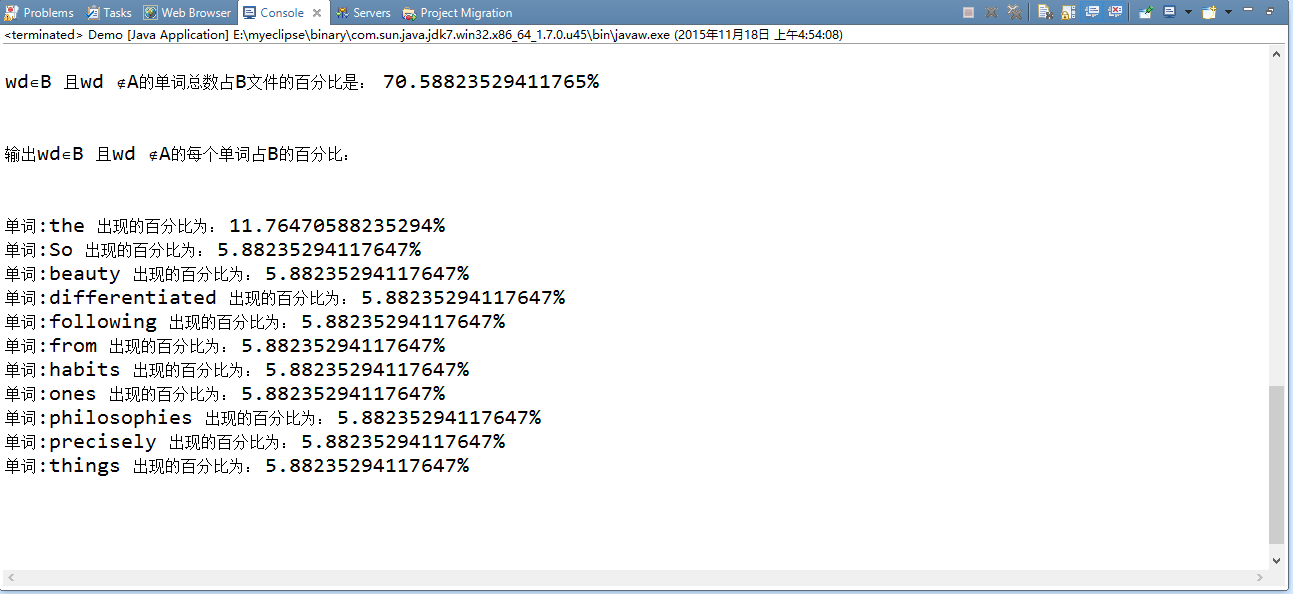 Problems Tasks Web Browser Console Servers Project Migration
<terminated> Demo [Java Application] E:\myeclipse\binary\com.sun.java.jdk7.win32.x86_64_1.7.0.u45\bin\javaw.exe (2015年11月18日 上午4:54:08)
wd∈B 且wd ∉A的单词总数占B文件的百分比是: 70.58823529411765%
输出wd∈B 且wd ∉A的每个单词占B的百分比:
单词:the 出现的百分比为: 11.764705882352​94%
单词:So 出现的百分比为: 5.88235294117647%
单词:beauty 出现的百分比为: 5.88235294117647%
单词:differentiated 出现的百分比为: 5.88235294117647%
单词:following 出现的百分比为: 5.88235294117647%
单词:from 出现的百分比为: 5.88235294117647%
单词:habits 出现的百分比为: 5.88235294117647%
单词:ones 出现的百分比为: 5.88235294117647%
单词:philosophies 出现的百分比为: 5.88235294117647%
单词:precisely 出现的百分比为: 5.88235294117647%
单词:things 出现的百分比为: 5.88235294117647%